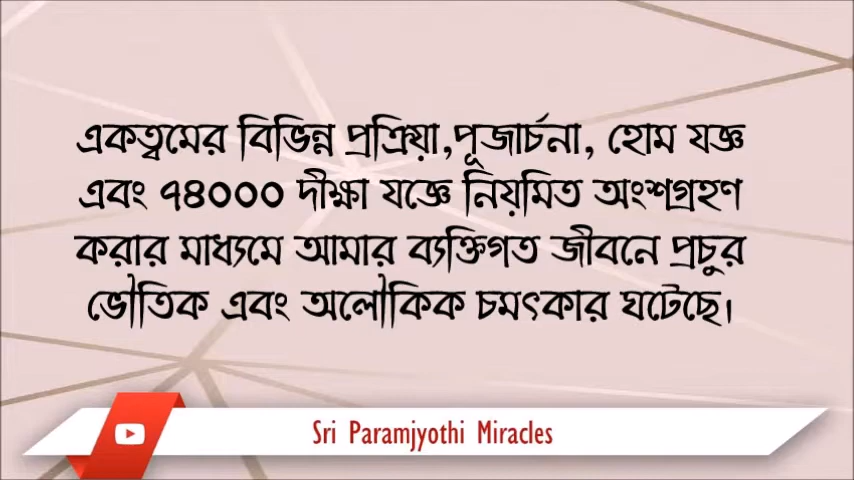 একত্বমের বিভিন্ন প্রক্রিয়া,পূজার্চনা, হোম যজ্ঞ
এবং ৭৪০০০ দীক্ষা যজ্ঞে নিয়মিত অংশগ্রহণ
করার মাধ্যমে আমার ব্যক্তিগত জীবনে প্রচুর
ভৌতিক এবং অলৌকিক চমৎকার ঘটেছে।
Sri Paramjyothi Miracles